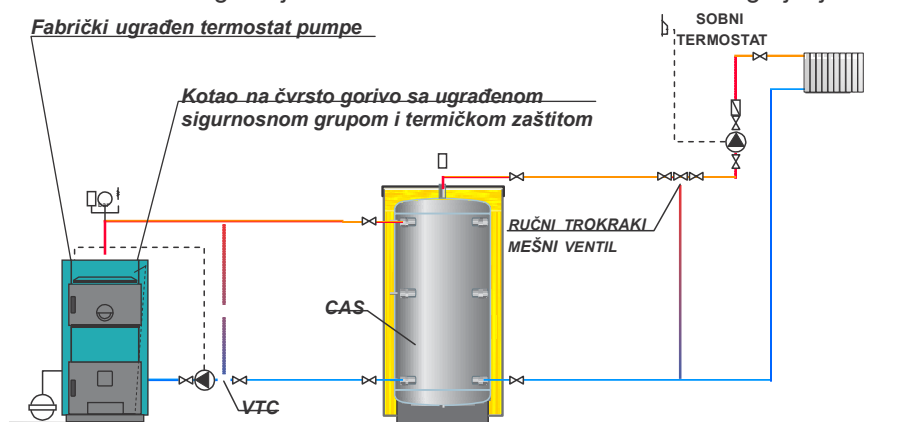 Fabrički ugrađen termostat pumpe
SOBNI
TERMOSTAT
Kotao na čvrsto gorivo sa ugrađenom
sigurnosnom grupom i termičkom zaštitom
RUČNI TROKRAKI
MEŠNI VENTIL
CAS
VTC